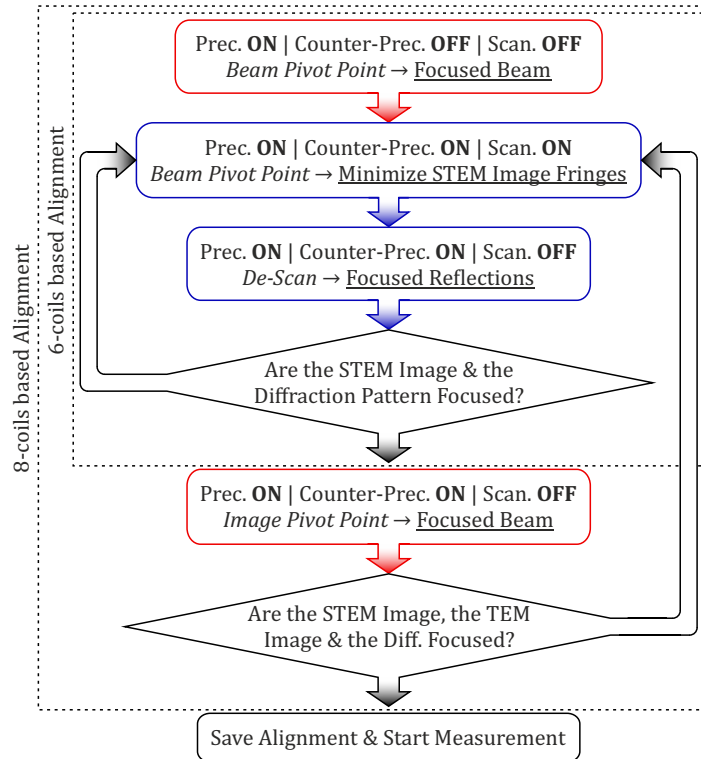 Prec. ON | Counter-Prec. OFF | Scan. OFF
Beam Pivot Point → Focused Beam
Prec. ON | Counter-Prec. ON | Scan. ON
Beam Pivot Point → Minimize STEM Image Fringes
Prec. ON | Counter-Prec. ON | Scan. OFF
De-Scan → Focused Reflections
Are the STEM Image & the
Diffraction Pattern Focused?
6-coils based Alignment
8-coils based Alignment
Prec. ON | Counter-Prec. ON | Scan. OFF
Image Pivot Point → Focused Beam
Are the STEM Image, the TEM
Image & the Diff. Focused?
Save Alignment & Start Measurement